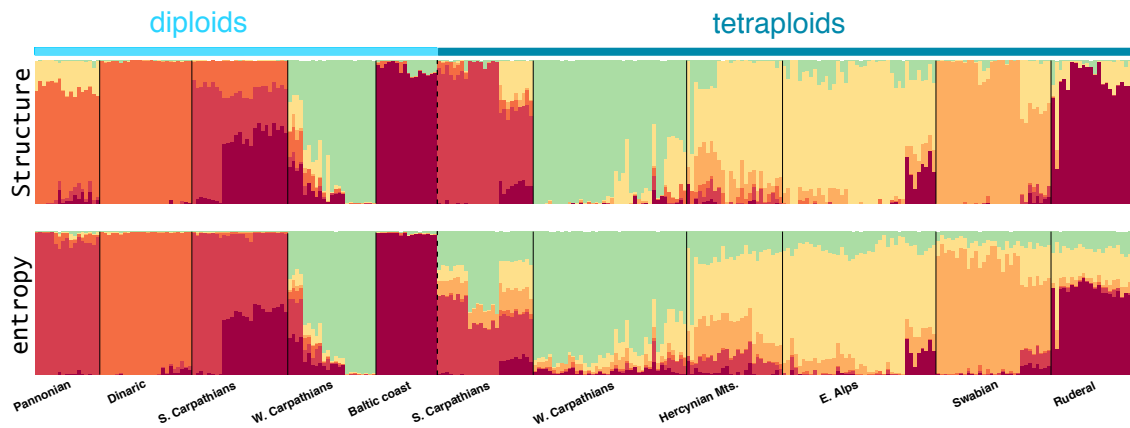 diploids
tetraploids
Structure
entropy
Pannonian
Dinaric
S. Carpathians
W. Carpathians
Baltic coast
S. Carpathians
W. Carpathians
Hercynian Mts.
E. Alps
Swabian
Ruderal